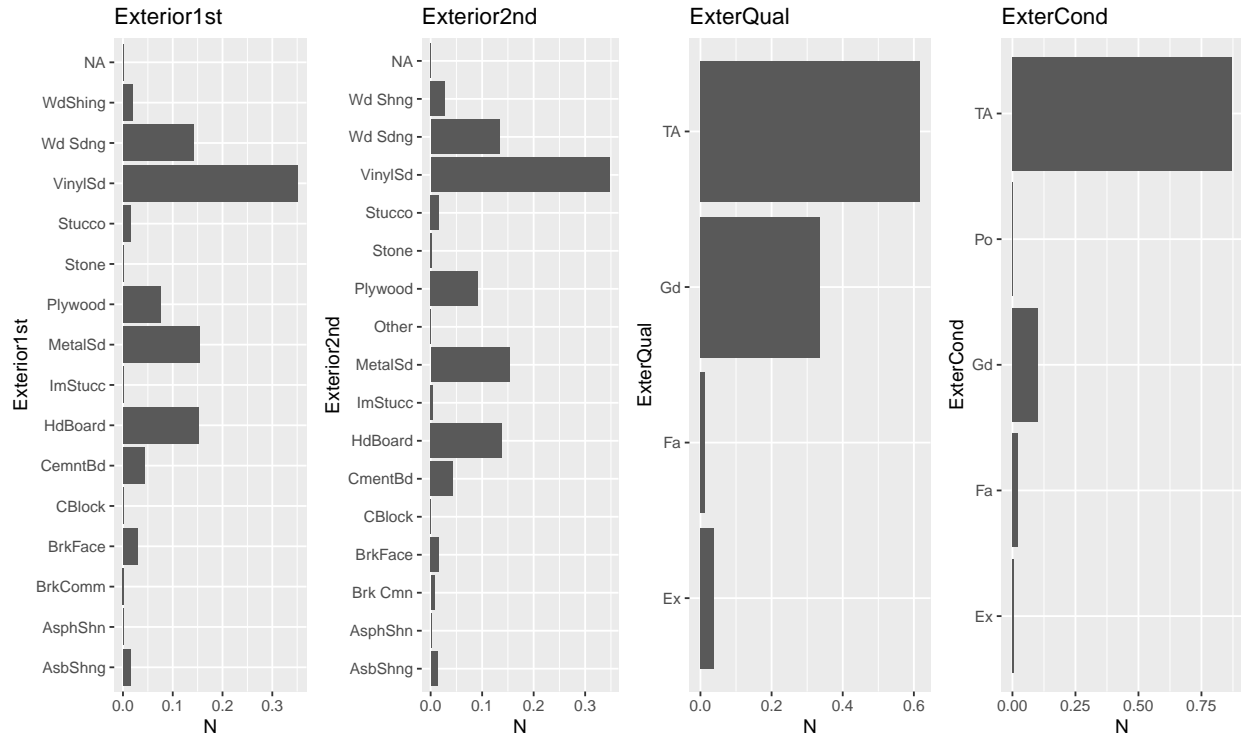 Exterior1st
Exterior1st
NA
WdShing
Wd Sdng
VinylSd
Stucco
Stone
Plywood
MetalSd
ImStucc
HdBoard
CemntBd
CBlock
BrkFace
BrkComm
AsphShn
AsbShng
0.0 0.1 0.2 0.3
N
Exterior2nd
Exterior2nd
NA
Wd Shng
Wd Sdng
VinylSd
Stucco
Stone
Plywood
Other
MetalSd
ImStucc
HdBoard
CmentBd
CBlock
BrkFace
Brk Cmn
AsphShn
AsbShng
0.0 0.1 0.2 0.3
N
ExterQual
ExterQual
TA
Gd
Fa
Ex
0.0 0.2 0.4 0.6
N
ExterCond
ExterCond
TA
Po
Gd
Fa
Ex
0.00 0.25 0.50 0.75
N